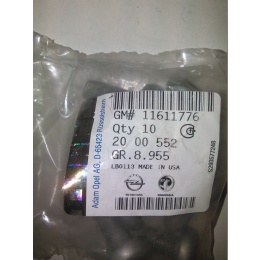 GM# 11611776
Qty 10
20 00 552
GR.8.955
LB0113 MADE IN USA
Adam Opel AG, D-65423 Rüsselsheim